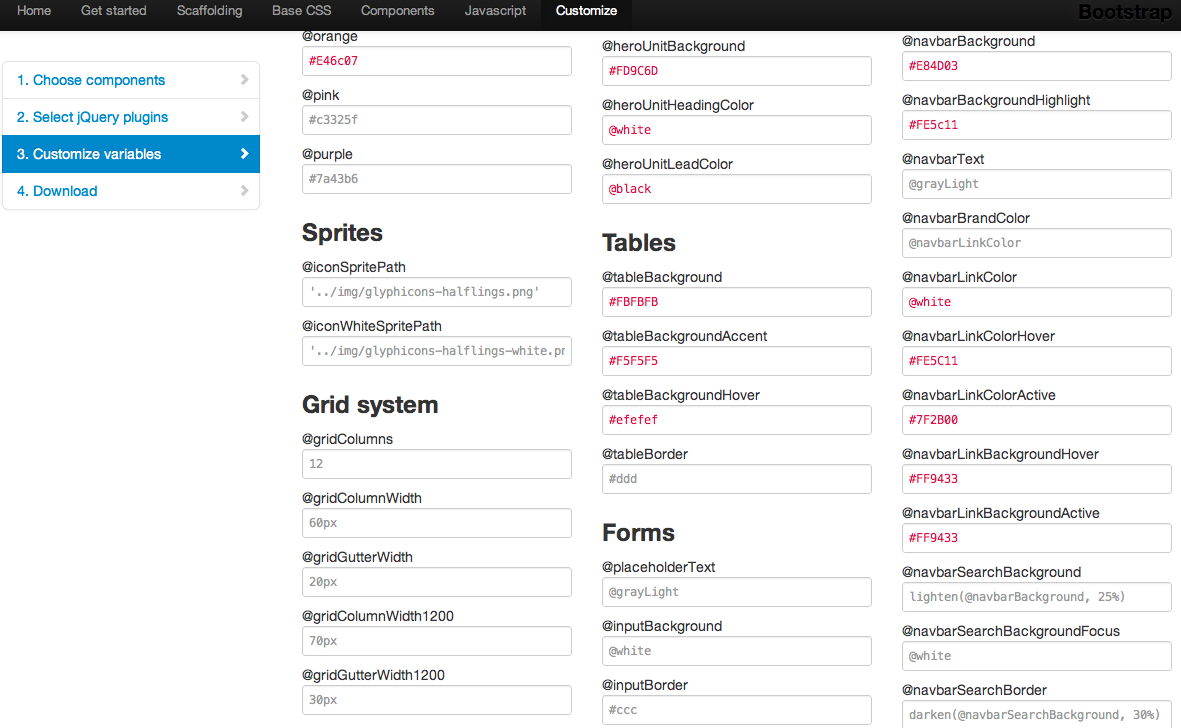 Home Get started Scaffolding Base CSS Components Javascript Customize Bootstrap
1. Choose components
2. Select jQuery plugins
3. Customize variables
4. Download
@orange
#E46c07
@pink
#c3325f
@purple
#7a43b6
Sprites
@iconSpritePath
'../img/glyphicons-halflings.png'
@iconWhiteSpritePath
'../img/glyphicons-halflings-white.pr
Grid system
@gridColumns
12
@gridColumnWidth
60px
@gridGutterWidth
20px
@gridColumnWidth1200
70px
@gridGutterWidth1200
30px
@heroUnitBackground
#FD9C6D
@heroUnitHeadingColor
@white
@heroUnitLeadColor
@black
Tables
@tableBackground
#FBFBFB
@tableBackgroundAccent
#F5F5F5
@tableBackgroundHover
#efefef
@tableBorder
#ddd
Forms
@placeholderText
@grayLight
@inputBackground
@white
@inputBorder
#ccc
@navbarBackground
#E84D03
@navbarBackgroundHighlight
#FE5c11
@navbarText
@grayLight
@navbarBrandColor
@navbarLinkColor
@navbarLinkColor
@white
@navbarLinkColorHover
#FE5C11
@navbarLinkColorActive
#7F2B00
@navbarLinkBackgroundHover
#FF9433
@navbarLinkBackgroundActive
#FF9433
@navbarSearchBackground
lighten(@navbarBackground, 25%)
@navbarSearchBackgroundFocus
@white
@navbarSearchBorder
darken(@navbarSearchBackground, 30%)